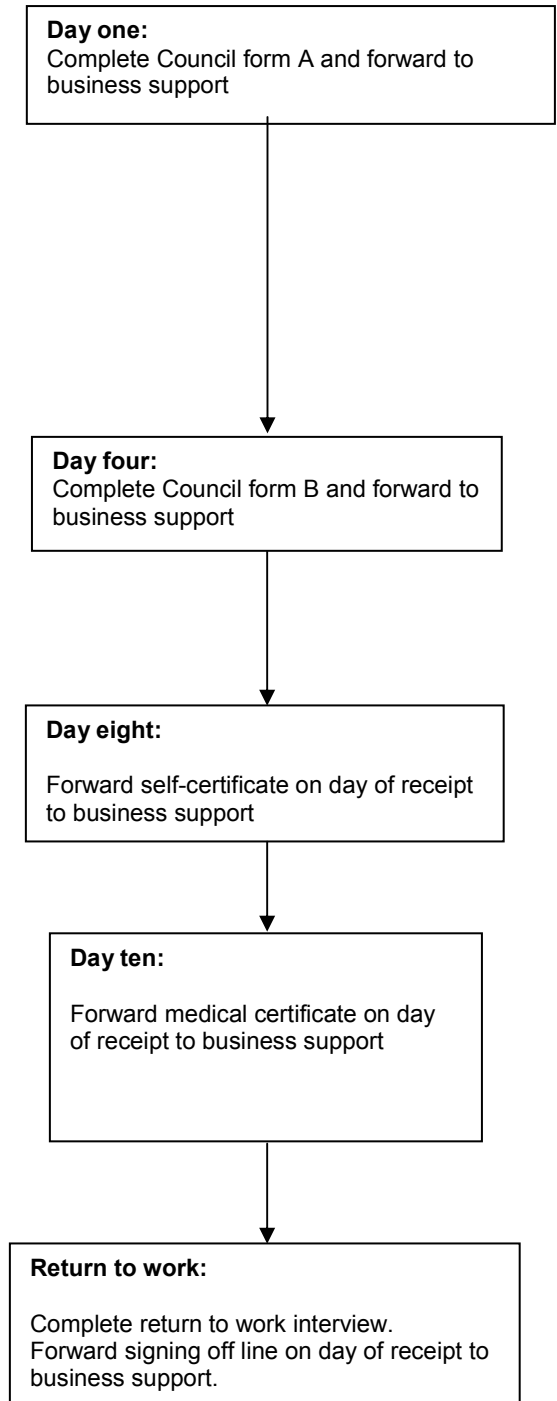 Day one:
Complete Council form A and forward to
business support
Day four:
Complete Council form B and forward to
business support
Day eight:
Forward self-certificate on day of receipt
to business support
Day ten:
Forward medical certificate on day
of receipt to business support
Return to work:
Complete return to work interview.
Forward signing off line on day of receipt to
business support.